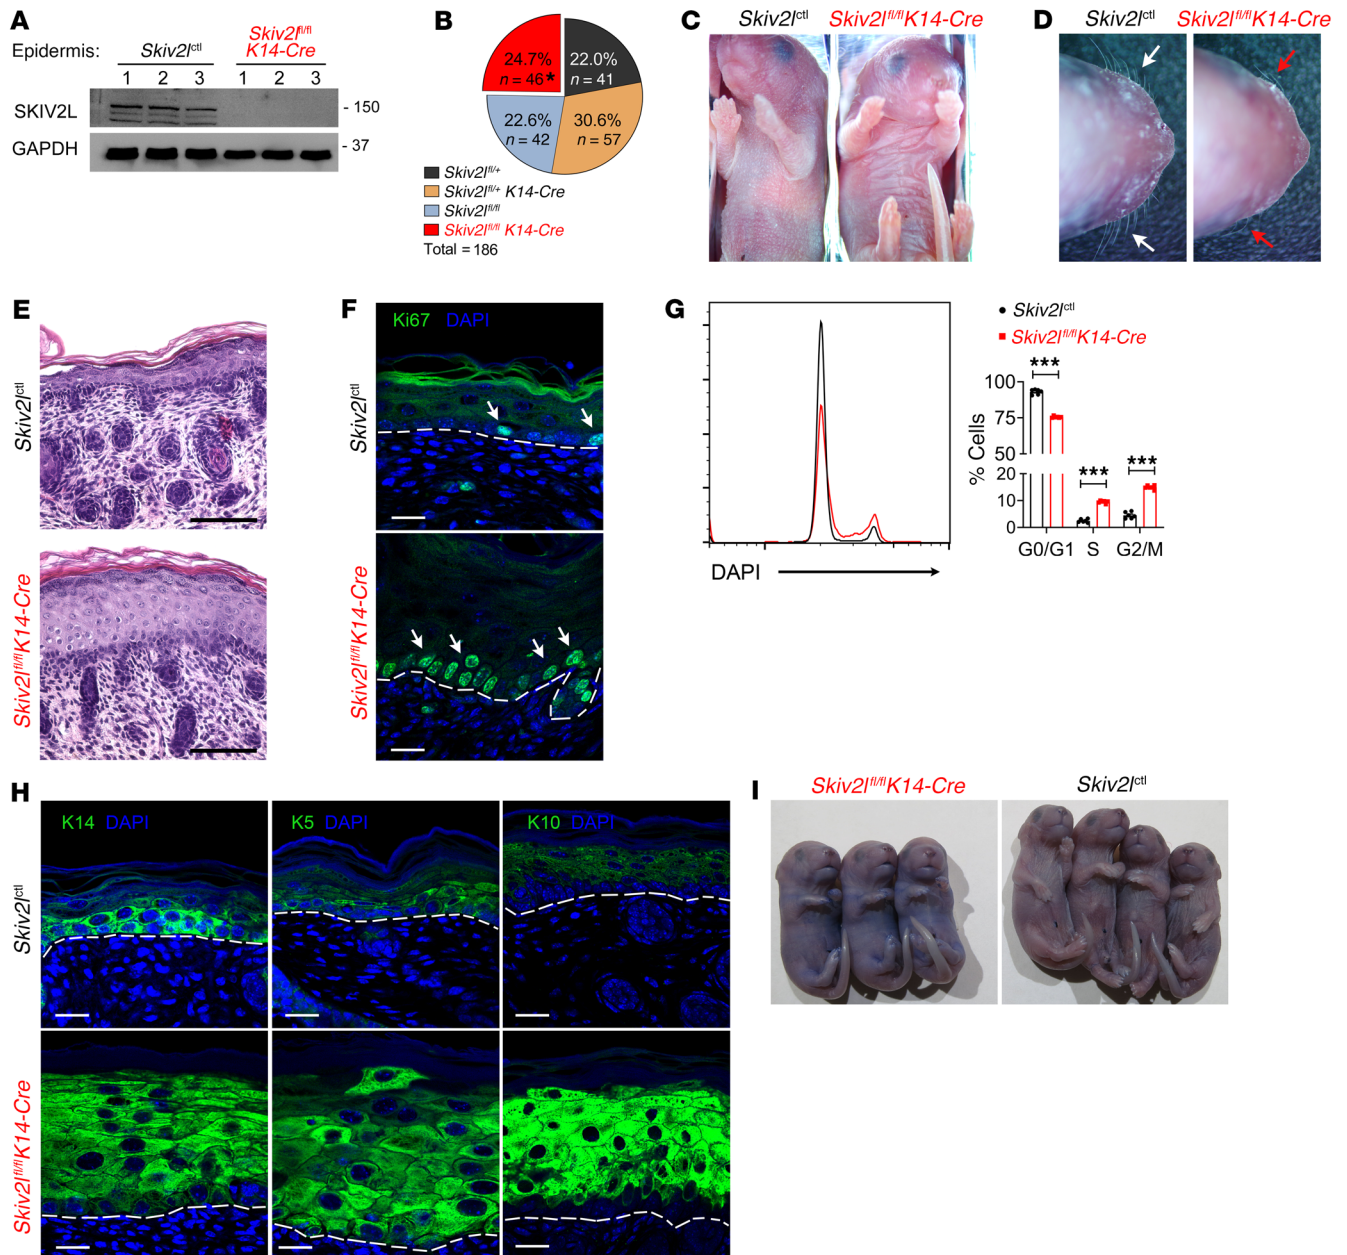 A
Epidermis:
Skiv2l^ctl
Skiv2l^fl/fl
K14-Cre
1 2 3 1 2 3
SKIV2L
- 150
GAPDH
- 37
B
24.7%
n = 46*
22.0%
n = 41
22.6%
n = 42
30.6%
n = 57
Skiv2l^fl/+
Skiv2l^fl/+ K14-Cre
Skiv2l^fl/fl
Skiv2l^fl/fl K14-Cre
Total = 186
C
Skiv2l^ctl
Skiv2l^fl/fl K14-Cre
D
Skiv2l^ctl
Skiv2l^fl/fl K14-Cre
E
Skiv2l^ctl
Skiv2l^fl/fl K14-Cre
F
Ki67 DAPI
Skiv2l^ctl
Skiv2l^fl/fl K14-Cre
G
DAPI
Skiv2l^ctl
Skiv2l^fl/fl K14-Cre
% Cells
100
75
50
20
10
0
***
***
***
G0/G1 S G2/M
H
K14 DAPI
K5 DAPI
K10 DAPI
Skiv2l^ctl
Skiv2l^fl/fl K14-Cre
I
Skiv2l^fl/fl K14-Cre
Skiv2l^ctl